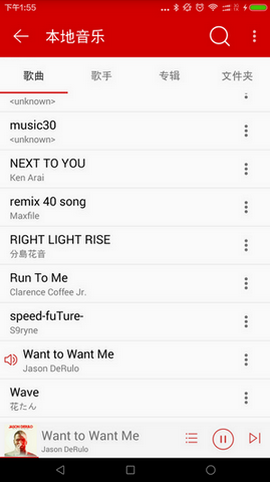 下午1:55
本地音乐
歌曲 歌手 专辑 文件夹
<unknown>
music30
<unknown>
NEXT TO YOU
Ken Arai
remix 40 song
Maxfile
RIGHT LIGHT RISE
分島花音
Run To Me
Clarence Coffee Jr.
speed-fuTure-
S9ryne
Want to Want Me
Jason DeRulo
Wave
花たん
JASON DERULO
Want to Want Me
Jason DeRulo